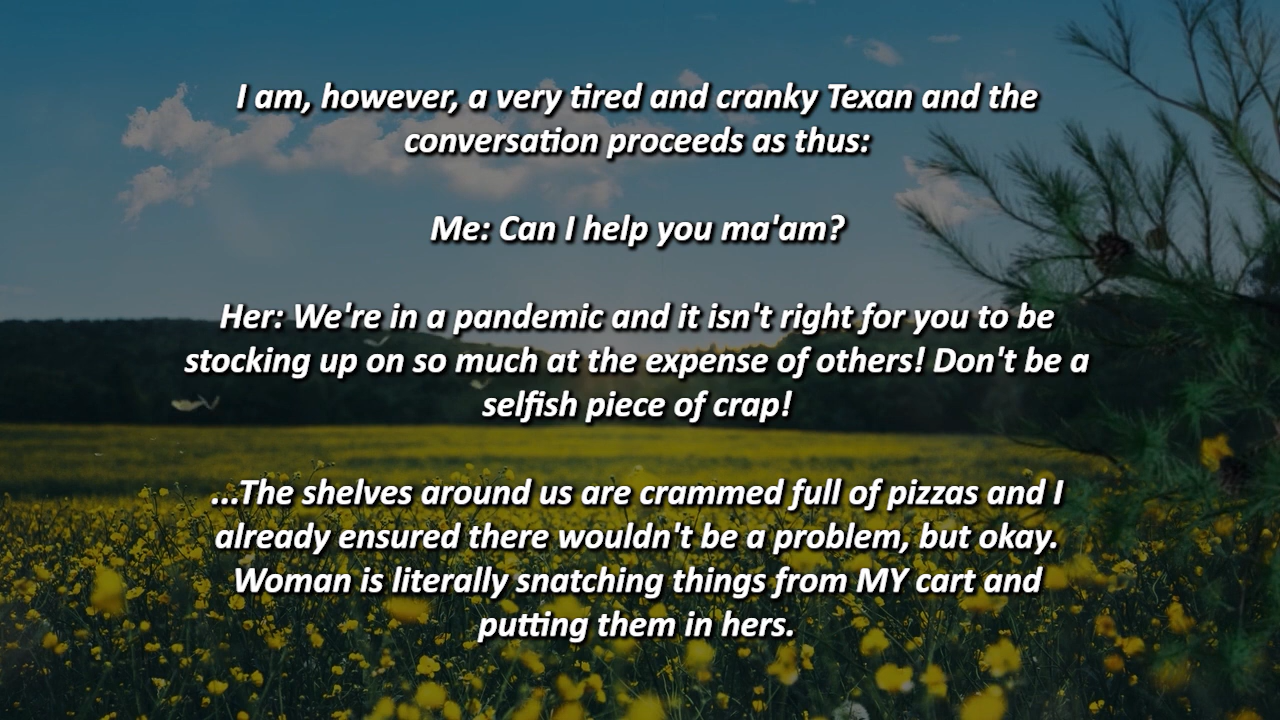 I am, however, a very tired and cranky Texan and the
conversation proceeds as thus:
Me: Can I help you ma'am?
Her: We're in a pandemic and it isn't right for you to be
stocking up on so much at the expense of others! Don't be a
selfish piece of crap!
...The shelves around us are crammed full of pizzas and I
already ensured there wouldn't be a problem, but okay.
Woman is literally snatching things from MY cart and
putting them in hers.